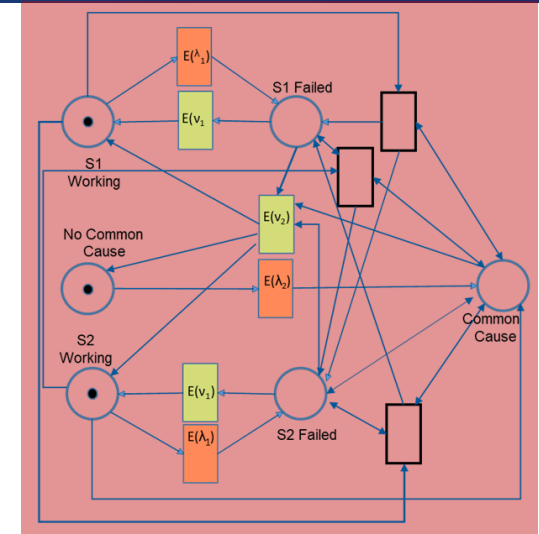 E(λ1)
S1 Failed
E(ν1
S1
Working
E(ν2)
No Common
Cause
E(λ2)
Common
Cause
S2
Working
E(ν1)
E(λ1)
S2 Failed